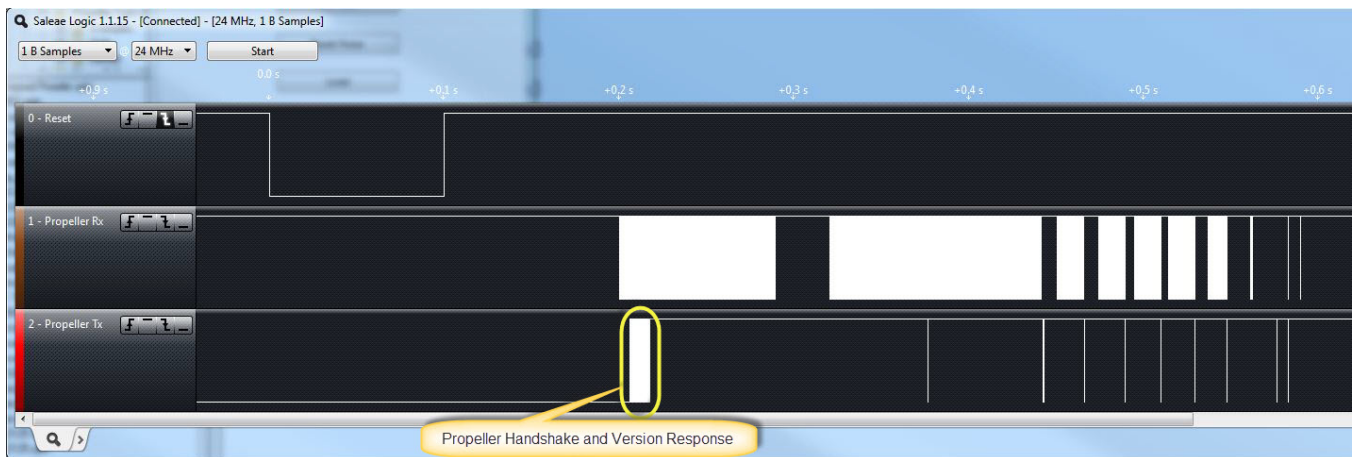 Saleae Logic 1.1.15 - [Connected] - [24 MHz, 1 B Samples]
1 B Samples @ 24 MHz Start
0.0 s
+0,9 s +0,1 s +0,2 s +0,3 s +0,4 s +0,5 s +0,6 s
0 - Reset
1 - Propeller Rx
2 - Propeller Tx
Propeller Handshake and Version Response